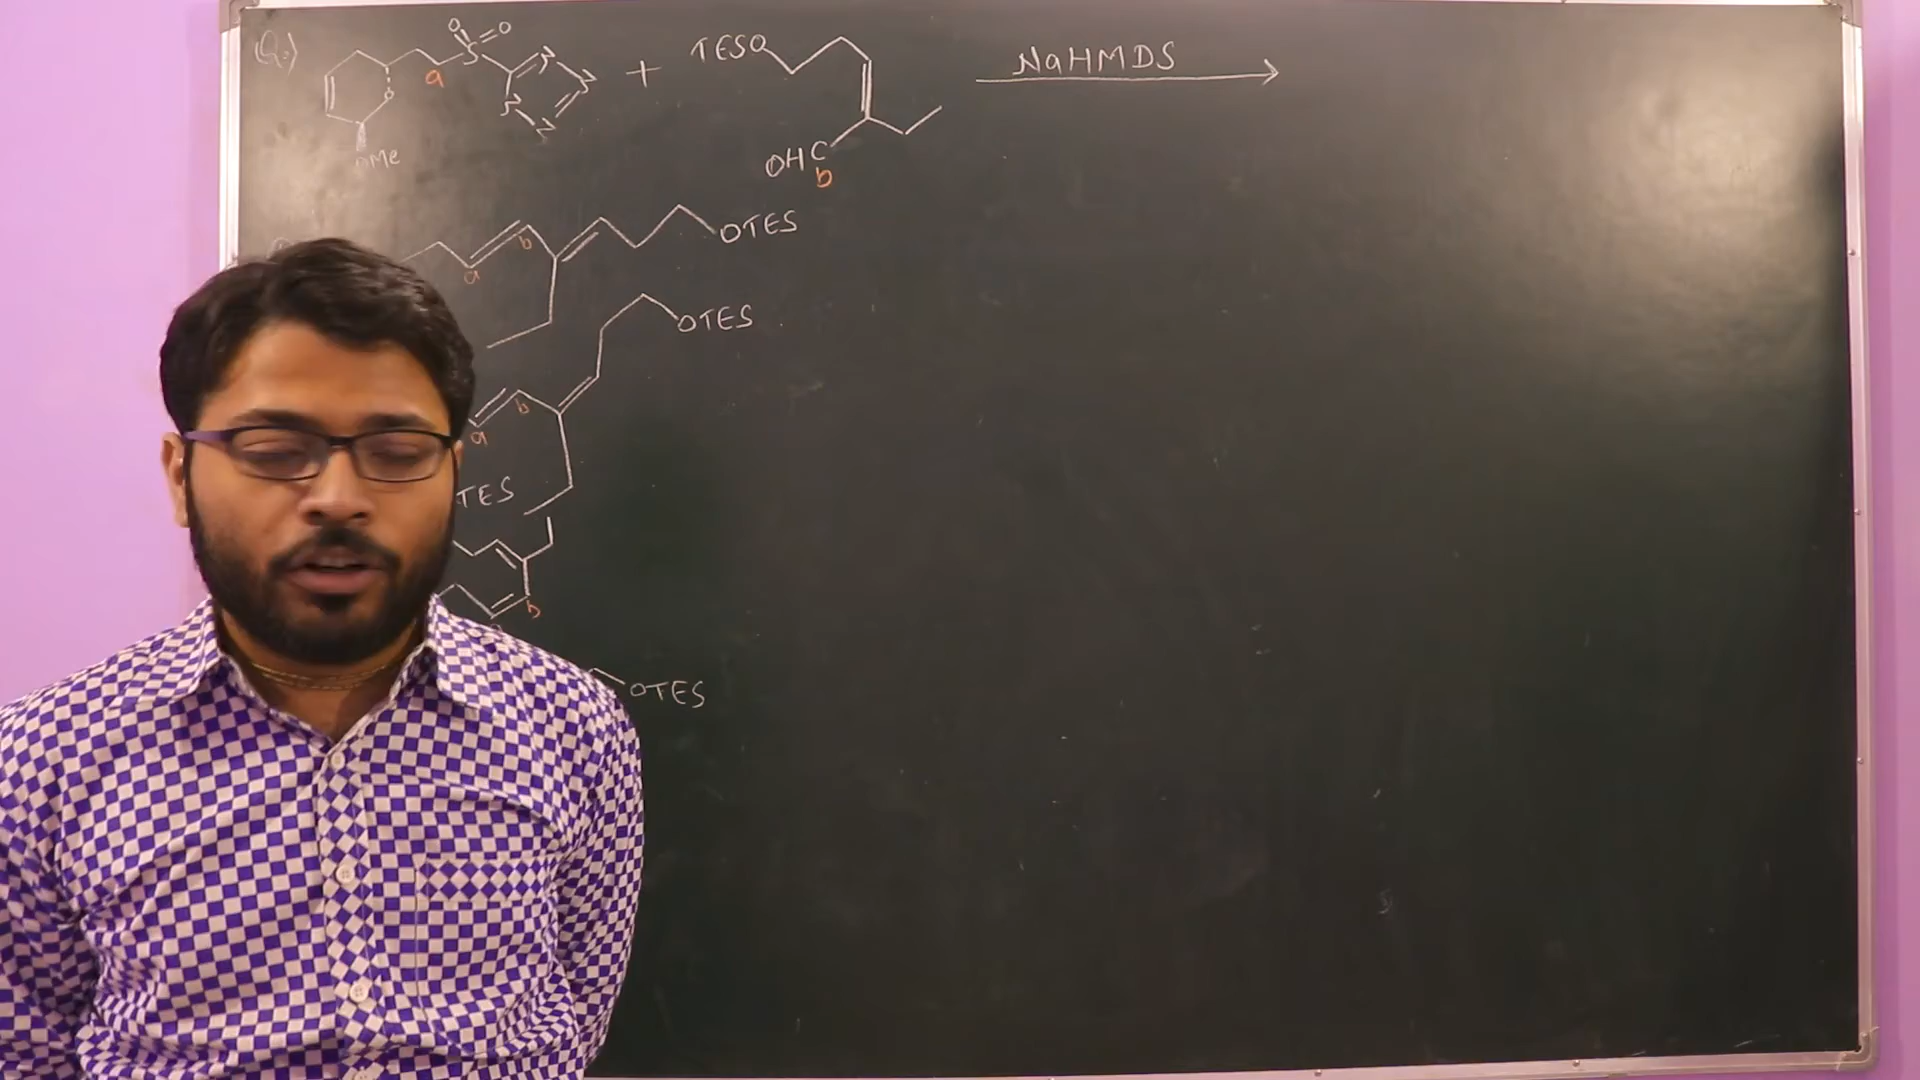 (Q.)
O O
S
N
N
N
N
O
OMe
a
+
TESO
OHC
b
NaHMDS
a
b
OTES
a
b
OTES
TES
b
OTES